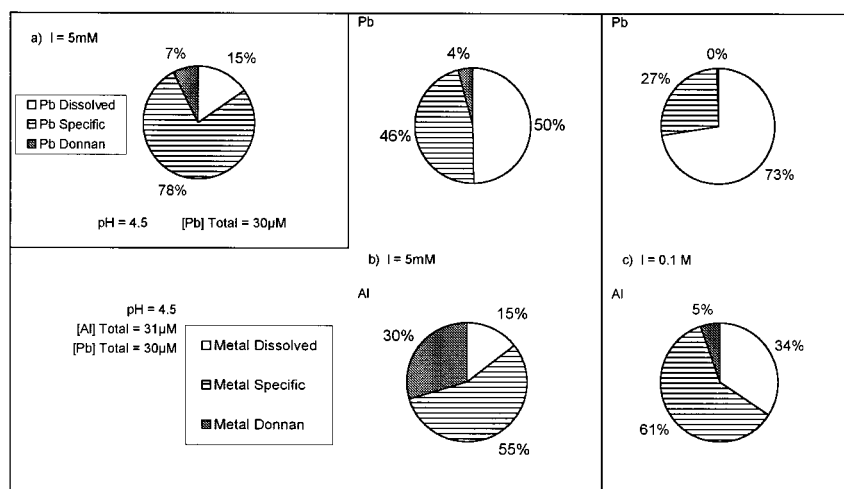 a) I = 5mM
7%
15%
Pb Dissolved
Pb Specific
Pb Donnan
78%
pH = 4.5 [Pb] Total = 30µM
Pb
4%
46%
50%
Pb
0%
27%
73%
pH = 4.5
[Al] Total = 31µM
[Pb] Total = 30µM
Metal Dissolved
Metal Specific
Metal Donnan
b) I = 5mM
Al
15%
30%
55%
c) I = 0.1 M
Al
5%
34%
61%